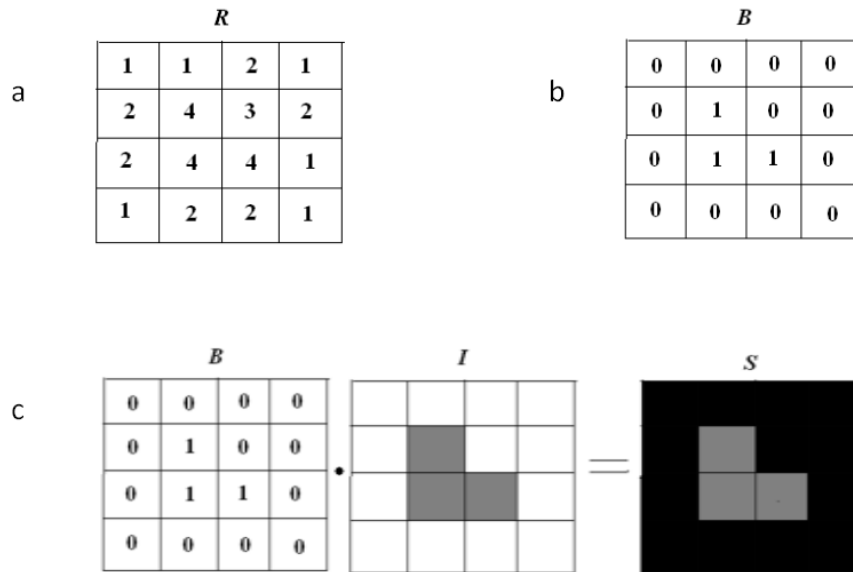 R
B
a
b
1 1 2 1
2 4 3 2
2 4 4 1
1 2 2 1
0 0 0 0
0 1 0 0
0 1 1 0
0 0 0 0
B
I
S
c
0 0 0 0
0 1 0 0
0 1 1 0
0 0 0 0
• =